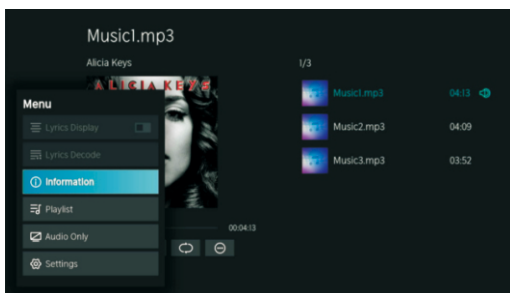 Music1.mp3
Alicia Keys
1/3
ALICIA KEYS
Music1.mp3 04:13
Music2.mp3 04:09
Music3.mp3 03:52
Menu
Lyrics Display
Lyrics Decode
Information
Playlist
Audio Only
Settings
00:04:13